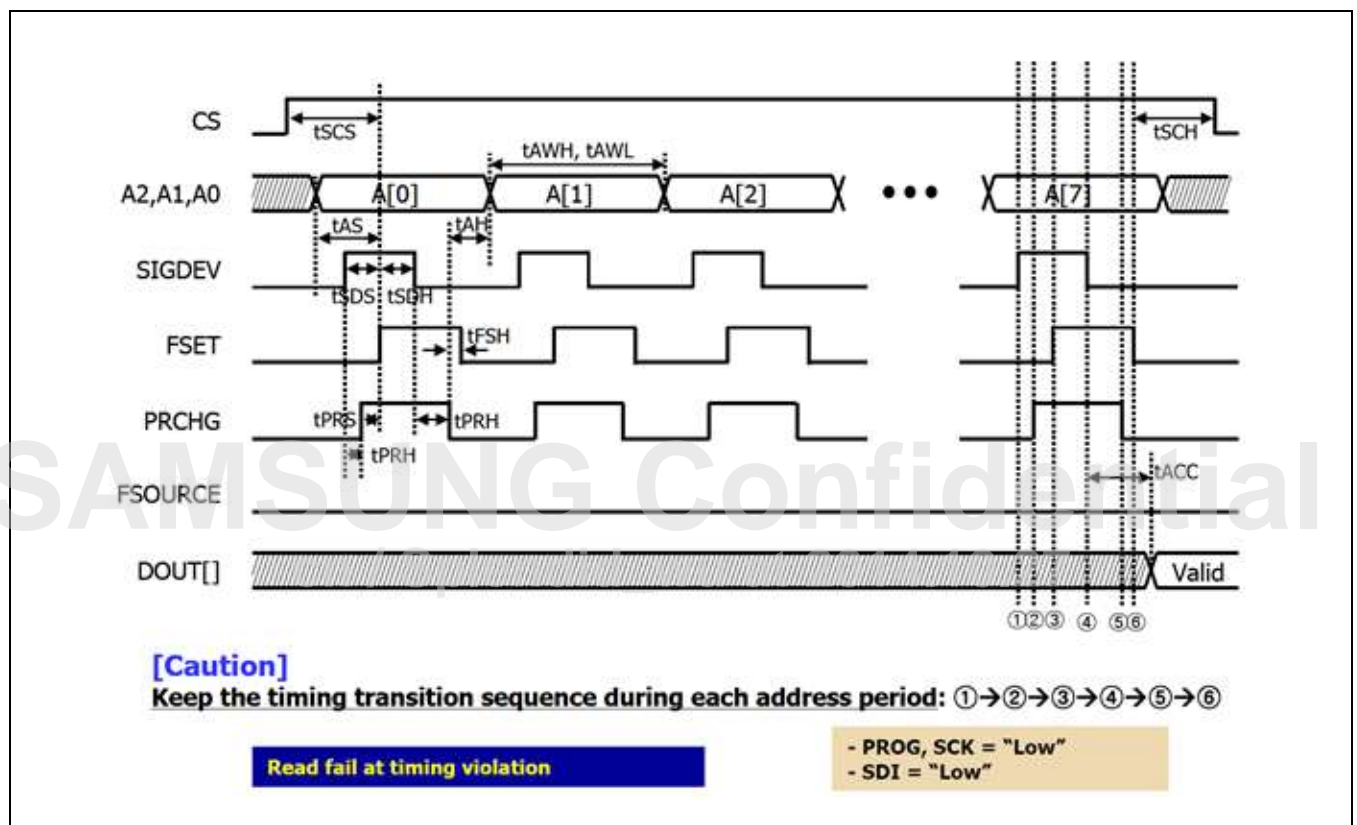 CS
tSCS
tSCH
tAWH, tAWL
A2,A1,A0
A[0]
A[1]
A[2]
A[7]
tAS
tAH
SIGDEV
tSDS
tSDH
FSET
tFSH
PRCHG
tPRS
tPRH
tPRH
SAMSUNG Confidential
FSOURCE
tACC
DOUT[]
Valid
①②③ ④ ⑤⑥
[Caution]
Keep the timing transition sequence during each address period: ①→②→③→④→⑤→⑥
Read fail at timing violation
- PROG, SCK = “Low”
- SDI = “Low”